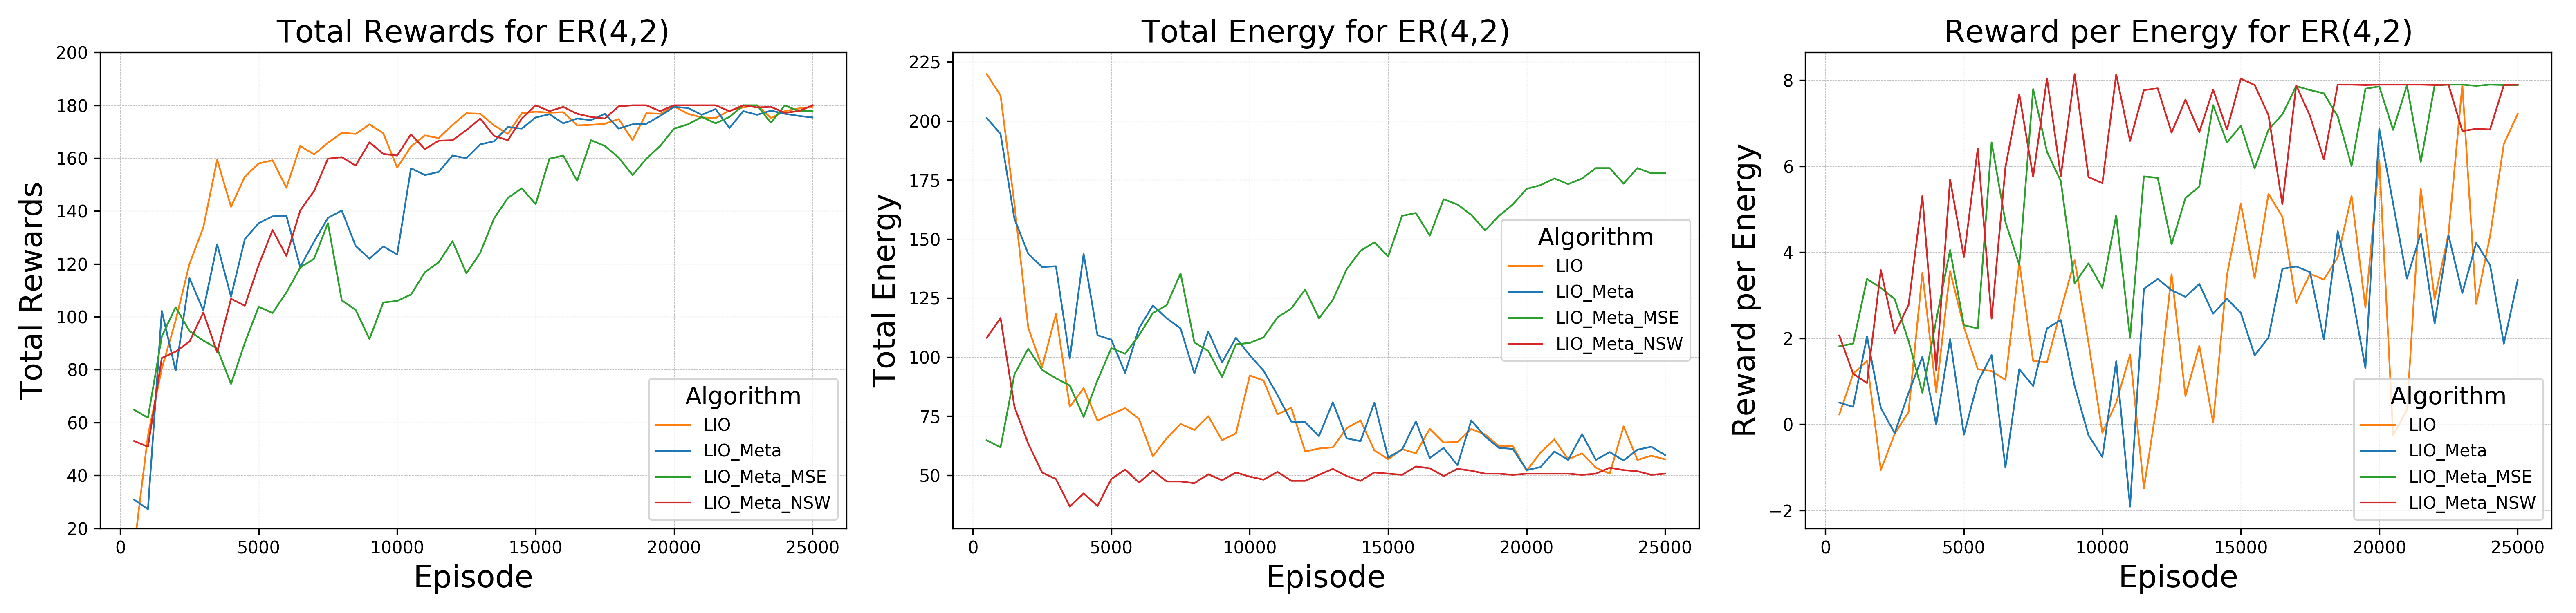 Total Rewards for ER(4,2)
Total Rewards
200
180
160
140
120
100
80
60
40
20
0
5000
10000
15000
20000
25000
Episode
Algorithm
LIO
LIO_Meta
LIO_Meta_MSE
LIO_Meta_NSW
Total Energy for ER(4,2)
Total Energy
225
200
175
150
125
100
75
50
0
5000
10000
15000
20000
25000
Episode
Algorithm
LIO
LIO_Meta
LIO_Meta_MSE
LIO_Meta_NSW
Reward per Energy for ER(4,2)
Reward per Energy
8
6
4
2
0
−2
0
5000
10000
15000
20000
25000
Episode
Algorithm
LIO
LIO_Meta
LIO_Meta_MSE
LIO_Meta_NSW